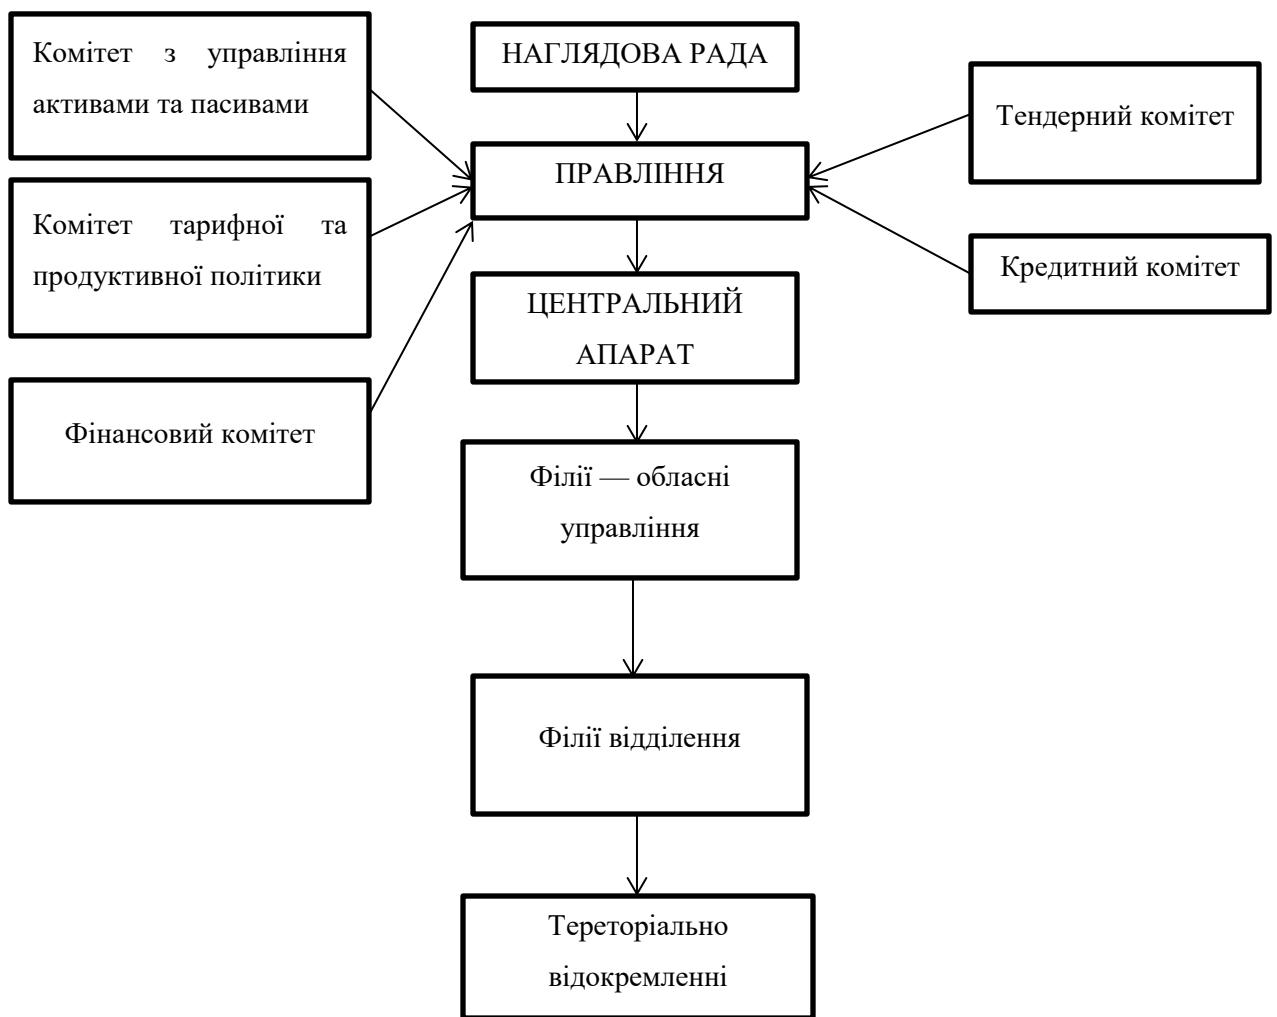 Комітет з управління
активами та пасивами
НАГЛЯДОВА РАДА
Тендерний комітет
ПРАВЛІННЯ
Комітет тарифної та
продуктивної політики
Кредитний комітет
ЦЕНТРАЛЬНИЙ
АПАРАТ
Фінансовий комітет
Філії — обласні
управління
Філії відділення
Тереторіально
відокремленні